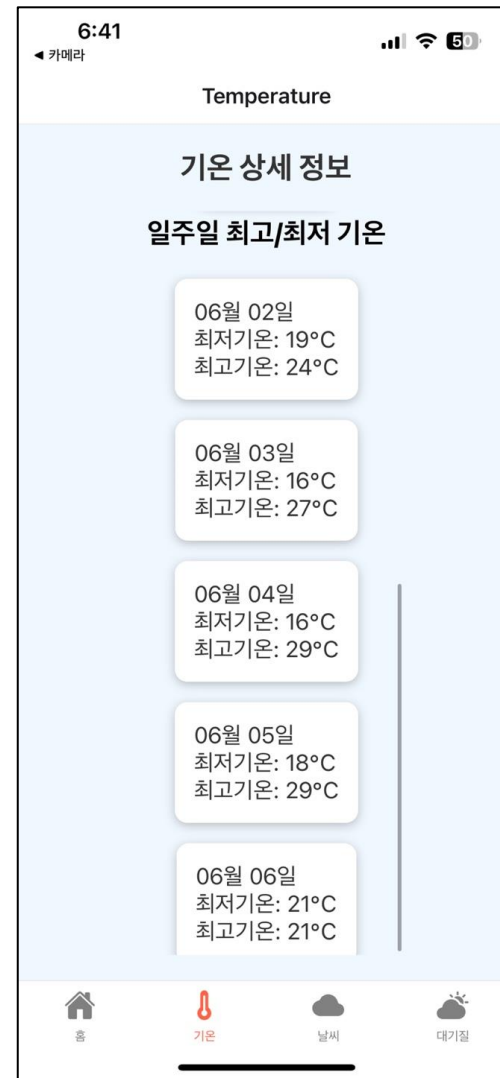 6:41
50
◀ 카메라
Temperature
기온 상세 정보
일주일 최고/최저 기온
06월 02일
최저기온: 19°C
최고기온: 24°C
06월 03일
최저기온: 16°C
최고기온: 27°C
06월 04일
최저기온: 16°C
최고기온: 29°C
06월 05일
최저기온: 18°C
최고기온: 29°C
06월 06일
최저기온: 21°C
최고기온: 21°C
홈 기온 날씨 대기질